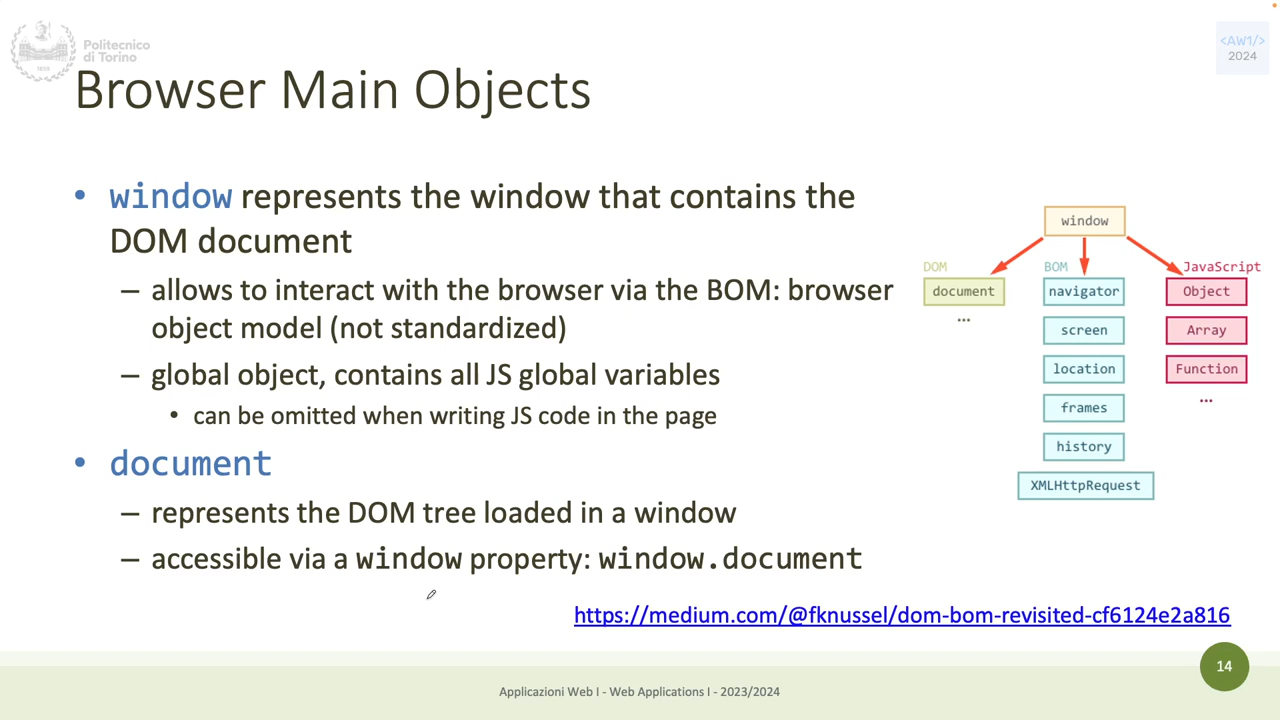 Politecnico
di Torino
1859
<AW1/>
2024
Browser Main Objects
• window represents the window that contains the
DOM document
– allows to interact with the browser via the BOM: browser
object model (not standardized)
– global object, contains all JS global variables
• can be omitted when writing JS code in the page
• document
– represents the DOM tree loaded in a window
– accessible via a window property: window.document
window
DOM
document
...
BOM
navigator
screen
location
frames
history
XMLHttpRequest
JavaScript
Object
Array
Function
...
https://medium.com/@fknussel/dom-bom-revisited-cf6124e2a816
14
Applicazioni Web I - Web Applications I - 2023/2024